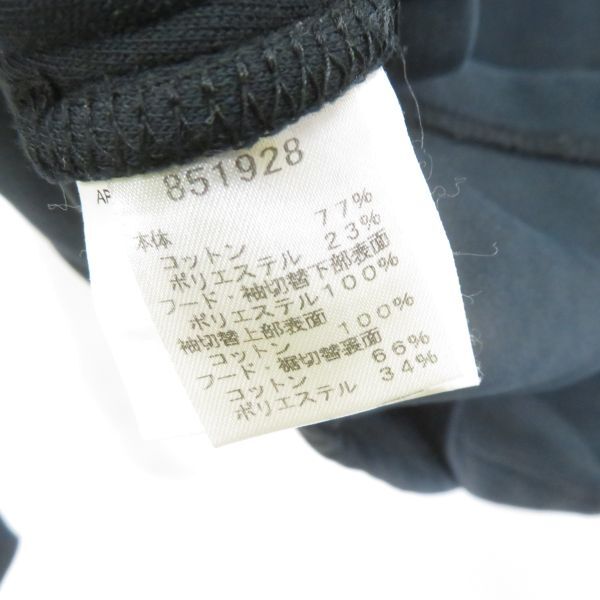 AP 851928
本体
コットン 77%
ポリエステル 23%
フード・袖切替下部表面
ポリエステル100%
袖切替上部表面
コットン 100%
フード・裾切替裏面
コットン 66%
ポリエステル 34%